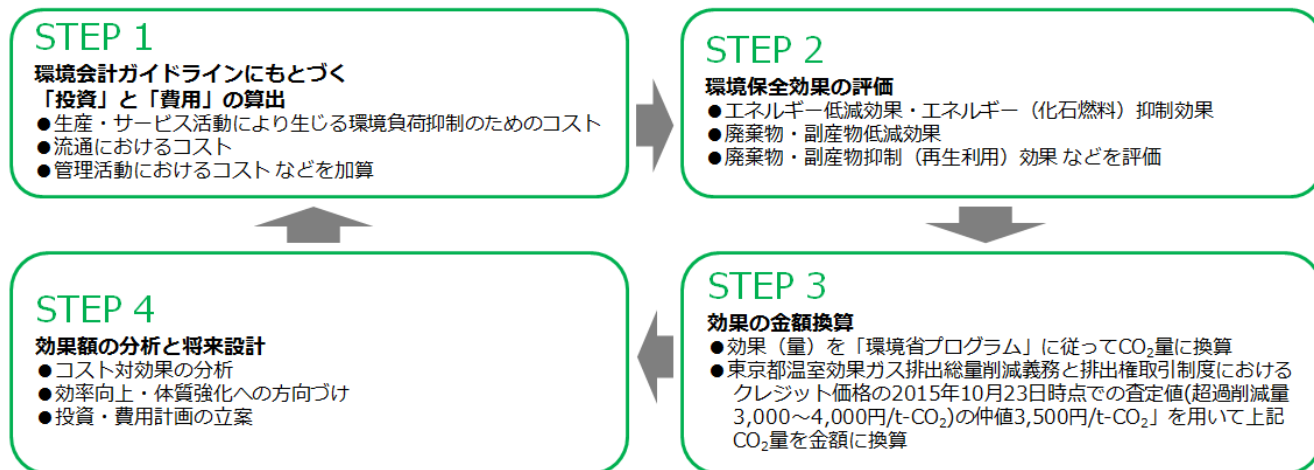 STEP 1
環境会計ガイドラインにもとづく
「投資」と「費用」の算出
●生産・サービス活動により生じる環境負荷抑制のためのコスト
●流通におけるコスト
●管理活動におけるコスト などを加算
STEP 2
環境保全効果の評価
●エネルギー低減効果・エネルギー（化石燃料）抑制効果
●廃棄物・副産物低減効果
●廃棄物・副産物抑制（再生利用）効果 などを評価
STEP 3
効果の金額換算
●効果（量）を「環境省プログラム」に従ってCO₂量に換算
●東京都温室効果ガス排出総量削減義務と排出権取引制度における
クレジット価格の2015年10月23日時点での査定値(超過削減量
3,000～4,000円/t-CO₂)の仲値3,500円/t-CO₂」を用いて上記
CO₂量を金額に換算
STEP 4
効果額の分析と将来設計
●コスト対効果の分析
●効率向上・体質強化への方向づけ
●投資・費用計画の立案